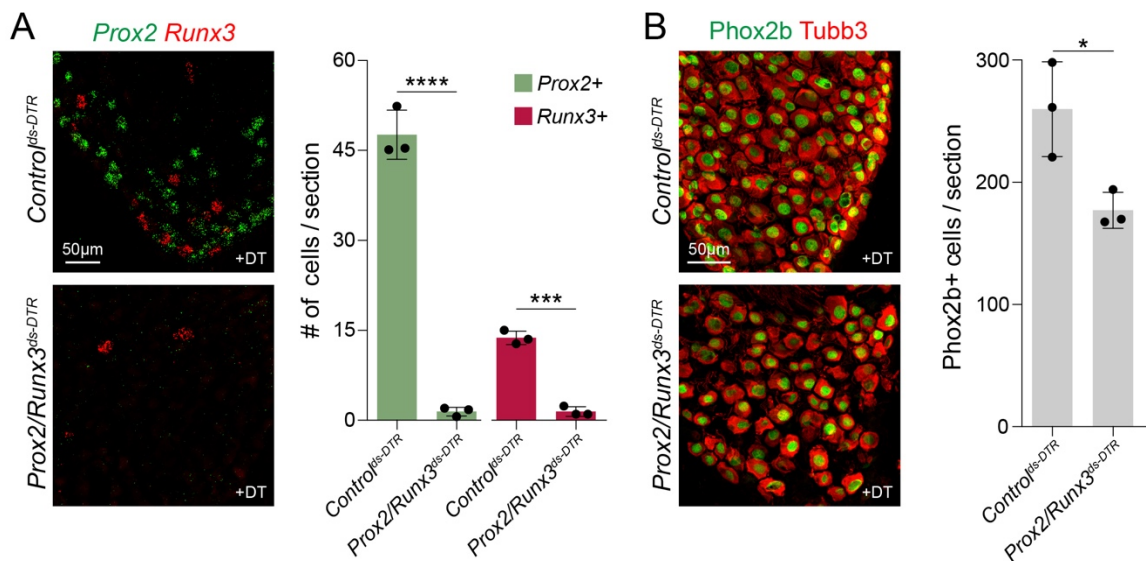 A
Prox2 Runx3
Control^ds-DTR
50µm
+DT
Prox2/Runx3^ds-DTR
+DT
# of cells / section
60
45
30
15
0
****
***
Prox2+
Runx3+
Control^ds-DTR
Prox2/Runx3^ds-DTR
Control^ds-DTR
Prox2/Runx3^ds-DTR
B
Phox2b Tubb3
Control^ds-DTR
50µm
+DT
Prox2/Runx3^ds-DTR
+DT
Phox2b+ cells / section
300
200
100
0
*
Control^ds-DTR
Prox2/Runx3^ds-DTR